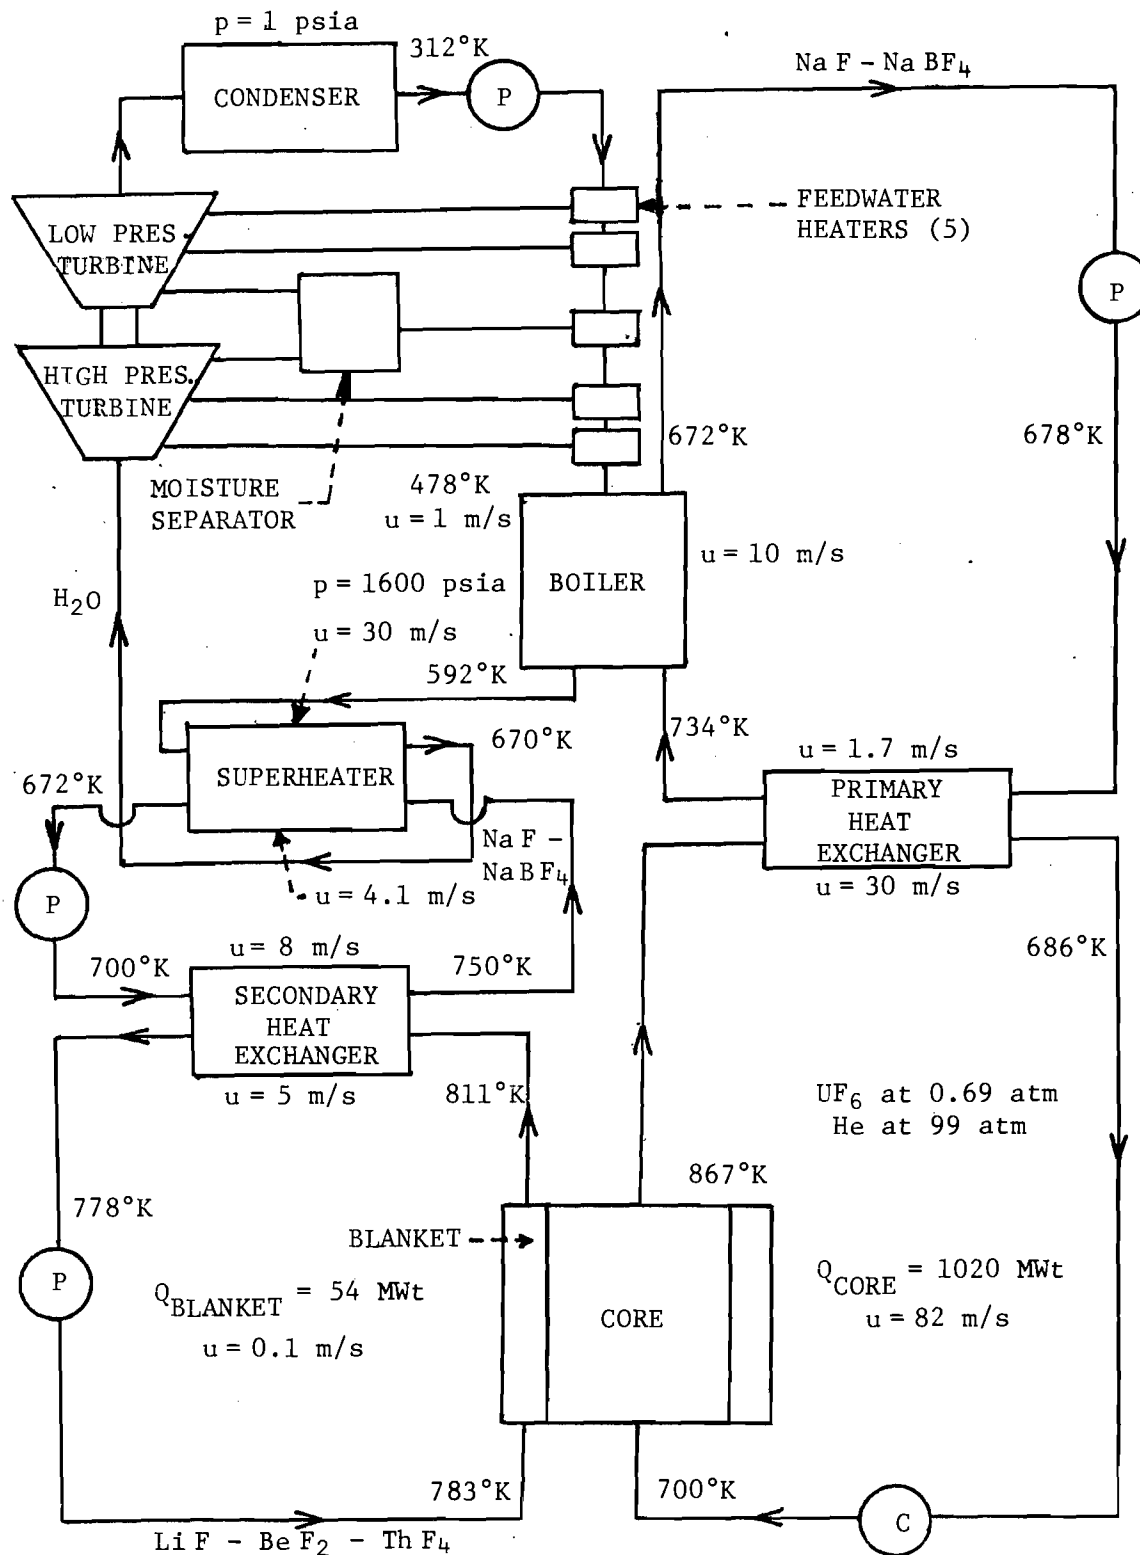 p = 1 psia
312°K
CONDENSER
P
Na F - Na BF₄
LOW PRES.
TURBINE
FEEDWATER
HEATERS (5)
P
HIGH PRES.
TURBINE
672°K
678°K
MOISTURE
SEPARATOR
478°K
u = 1 m/s
u = 10 m/s
BOILER
p = 1600 psia
u = 30 m/s
H₂O
592°K
734°K
670°K
672°K
SUPERHEATER
u = 1.7 m/s
PRIMARY
HEAT
EXCHANGER
u = 30 m/s
Na F -
Na BF₄
u = 4.1 m/s
P
u = 8 m/s
700°K
750°K
686°K
SECONDARY
HEAT
EXCHANGER
u = 5 m/s
811°K
UF₆ at 0.69 atm
He at 99 atm
867°K
778°K
BLANKET
P
Q_BLANKET = 54 MWt
u = 0.1 m/s
CORE
Q_CORE = 1020 MWt
u = 82 m/s
783°K
700°K
C
Li F - Be F₂ - Th F₄